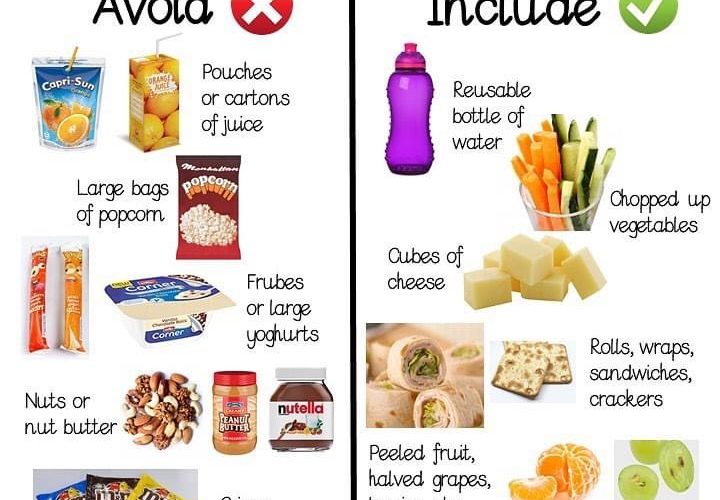 Avoid
Capri-Sun
ORANGE
JUICE
Pouches
or cartons
of juice
Large bags
of popcorn
Manhattan
popcorn
Corner
Corner
Frubes
or large
yoghurts
Nuts or
nut butter
PEANUT
BUTTER
nutella
Include
Reusable
bottle of
water
Chopped up
vegetables
Cubes of
cheese
Rolls, wraps,
sandwiches,
crackers
Peeled fruit,
halved grapes,